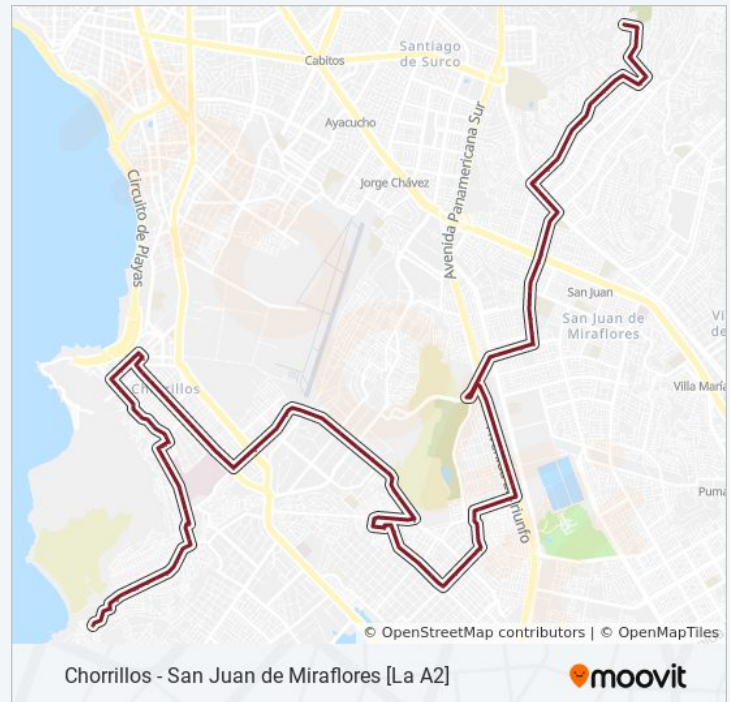 Santiago
de Surco
Cabitos
Ayacucho
Jorge Chávez
Avenida Panamericana Sur
Circuito de Playas
San Juan
San Juan de
Miraflores
Chorrillos
Villa María
Puma
© OpenStreetMap contributors | © OpenMapTiles
Chorrillos - San Juan de Miraflores [La A2]
moovit